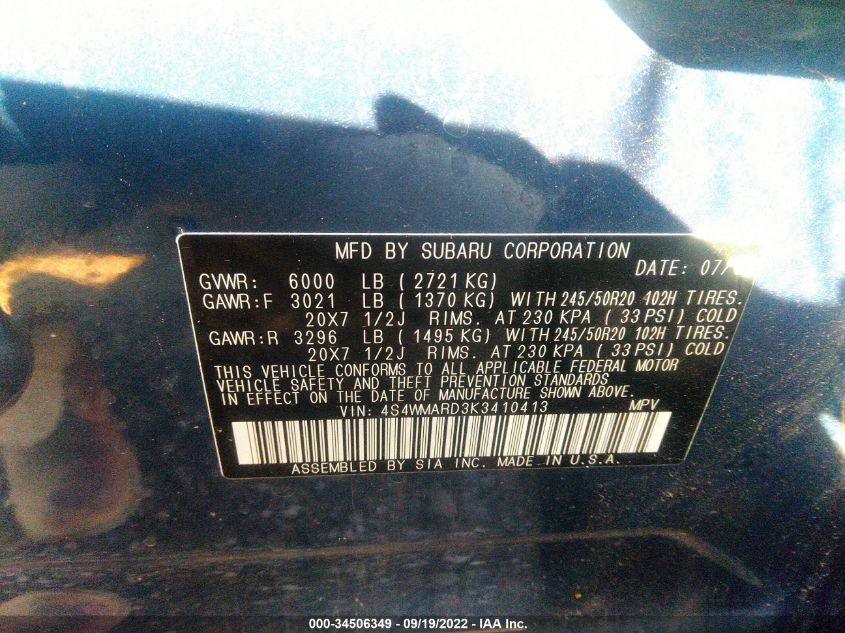 MFD BY SUBARU CORPORATION
DATE: 07/
GVWR: 6000 LB ( 2721 KG)
GAWR:F 3021 LB ( 1370 KG) WITH 245/50R20 102H TIRES.
20X7 1/2J RIMS. AT 230 KPA ( 33 PSI) COLD
GAWR:R 3296 LB ( 1495 KG) WITH 245/50R20 102H TIRES.
20X7 1/2J RIMS. AT 230 KPA ( 33 PSI) COLD
THIS VEHICLE CONFORMS TO ALL APPLICABLE FEDERAL MOTOR
VEHICLE SAFETY AND THEFT PREVENTION STANDARDS
IN EFFECT ON THE DATE OF MANUFACTURE SHOWN ABOVE.
VIN: 4S4WMARD3K3410413 MPV
ASSEMBLED BY SIA INC. MADE IN U.S.A.
000-34506349 - 09/19/2022 - IAA Inc.